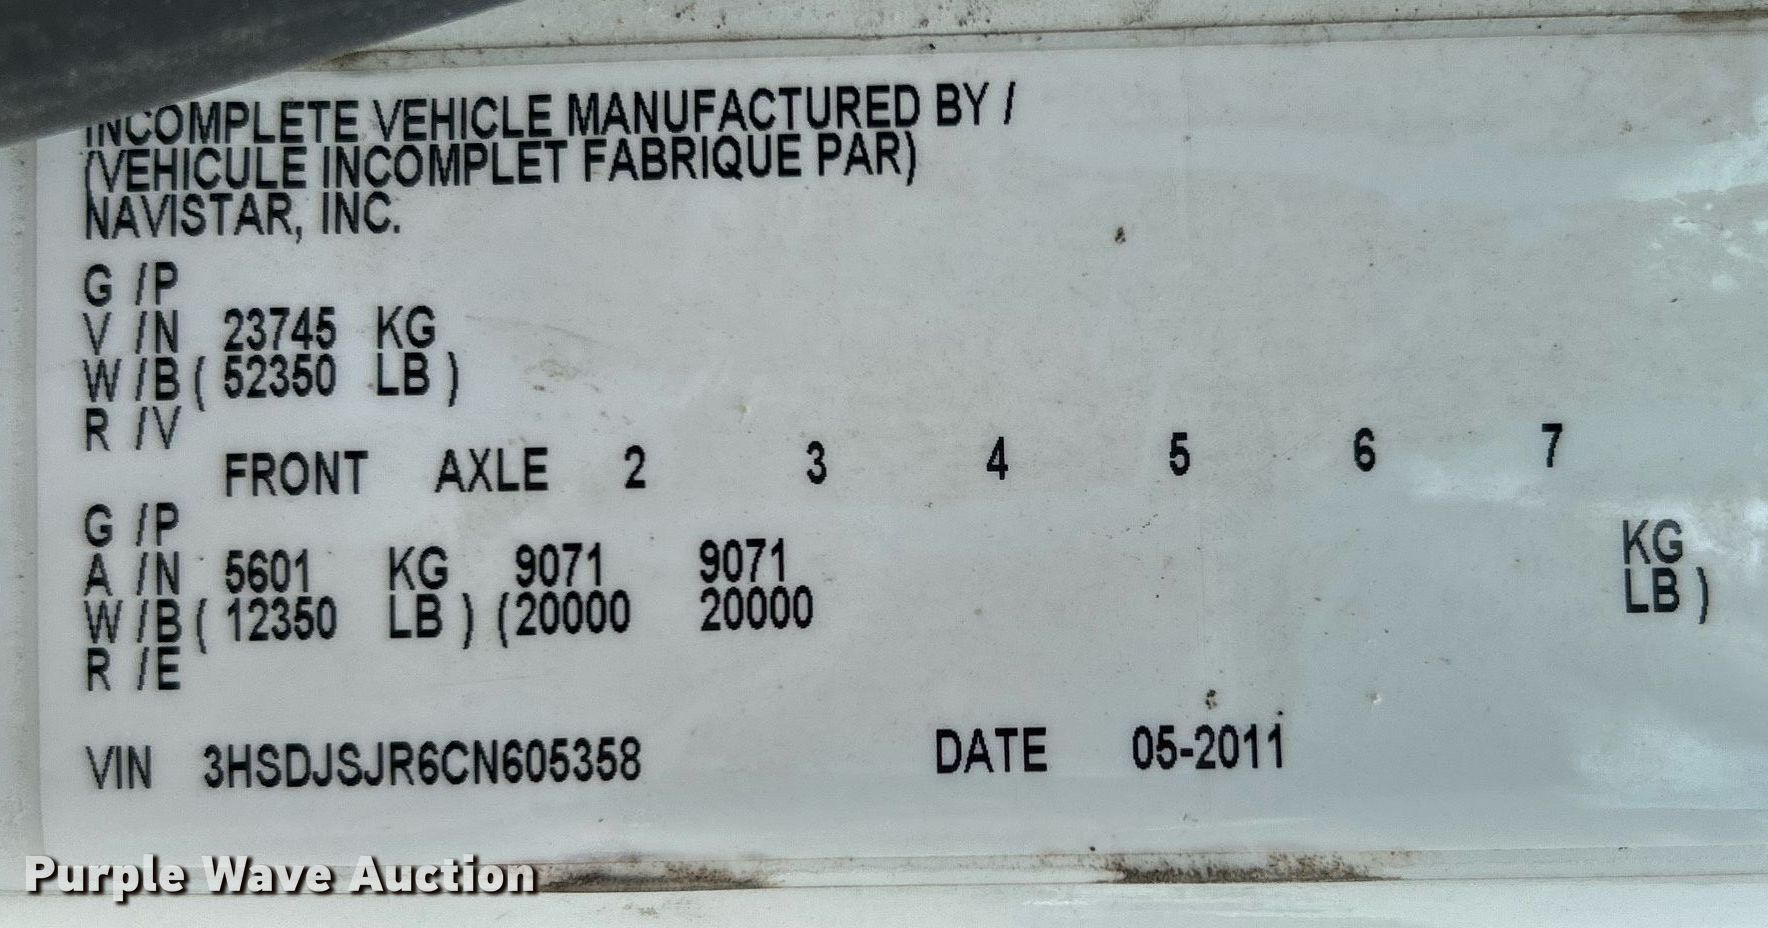 INCOMPLETE VEHICLE MANUFACTURED BY /
(VEHICULE INCOMPLET FABRIQUE PAR)
NAVISTAR, INC.
G /P
V /N 23745 KG
W /B ( 52350 LB )
R /V
FRONT AXLE 2 3 4 5 6 7
G /P
A /N 5601 KG 9071 9071 KG
W /B ( 12350 LB ) (20000 20000 LB )
R /E
VIN 3HSDJSJR6CN605358 DATE 05-2011
Purple Wave Auction